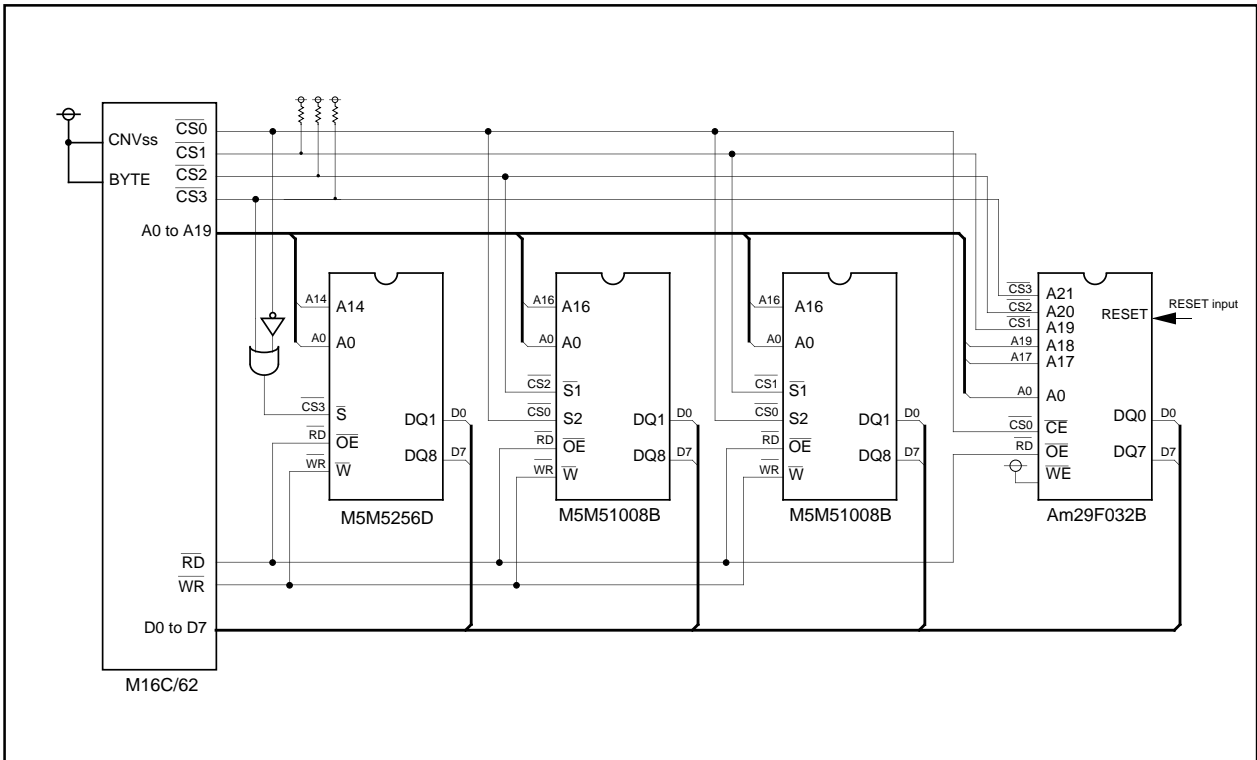 CNVss
BYTE
CS0
CS1
CS2
CS3
A0 to A19
RD
WR
D0 to D7
M16C/62
A14
A0
CS3
RD
WR
A14
A0
S
OE
W
DQ1
DQ8
D0
D7
M5M5256D
A16
A0
CS2
CS0
RD
WR
A16
A0
S1
S2
OE
W
DQ1
DQ8
D0
D7
M5M51008B
A16
A0
CS1
CS0
RD
WR
A16
A0
S1
S2
OE
W
DQ1
DQ8
D0
D7
M5M51008B
CS3
CS2
CS1
A19
A17
A0
CS0
RD
A21
A20
A19
A18
A17
A0
CE
OE
WE
RESET
DQ0
DQ7
RESET input
D0
D7
Am29F032B